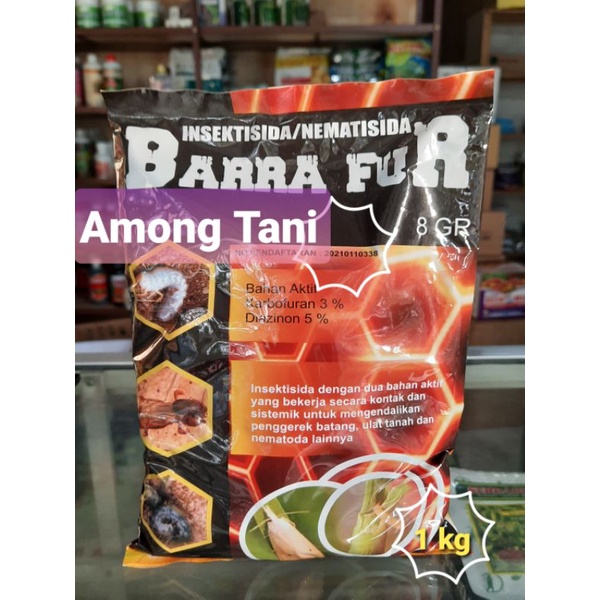 INSEKTISIDA/NEMATISIDA
BARRA FUR
Among Tani
8 GR
20210110338
Bahan Aktif
Karbofuran 3 %
Diazinon 5 %
Insektisida dengan dua bahan aktif
yang bekerja secara kontak dan
sistemik untuk mengendalikan
penggerek batang, ulat tanah dan
nematoda lainnya
1 kg